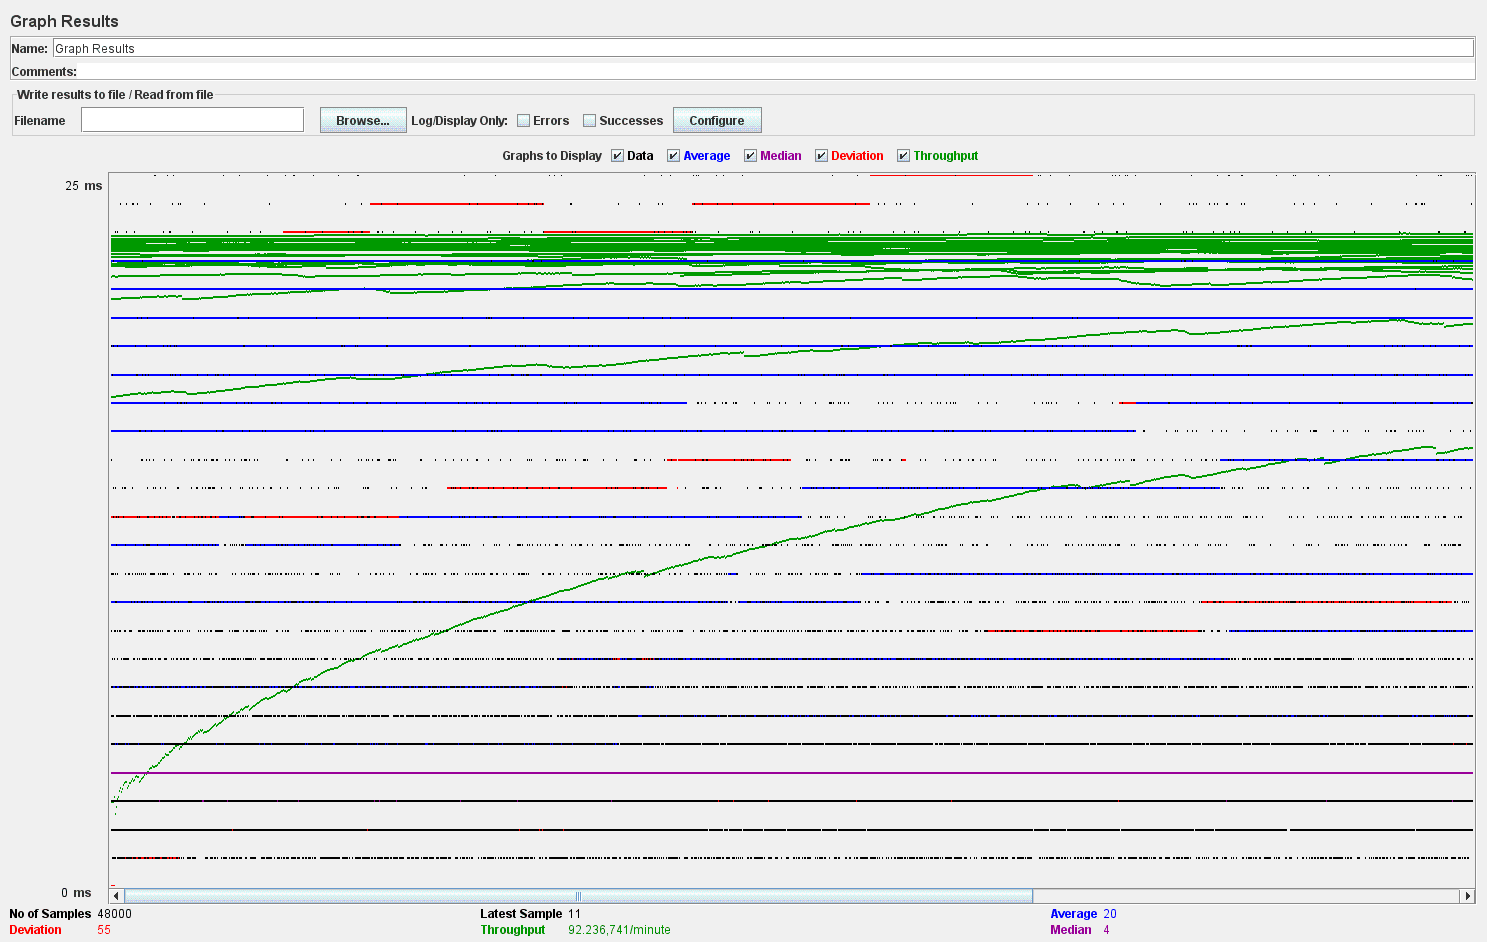 Graph Results
Name: Graph Results
Comments:
Write results to file / Read from file
Filename Browse... Log/Display Only: Errors Successes Configure
Graphs to Display Data Average Median Deviation Throughput
25 ms
0 ms
No of Samples 48000 Latest Sample 11 Average 20
Deviation 55 Throughput 92.236,741/minute Median 4